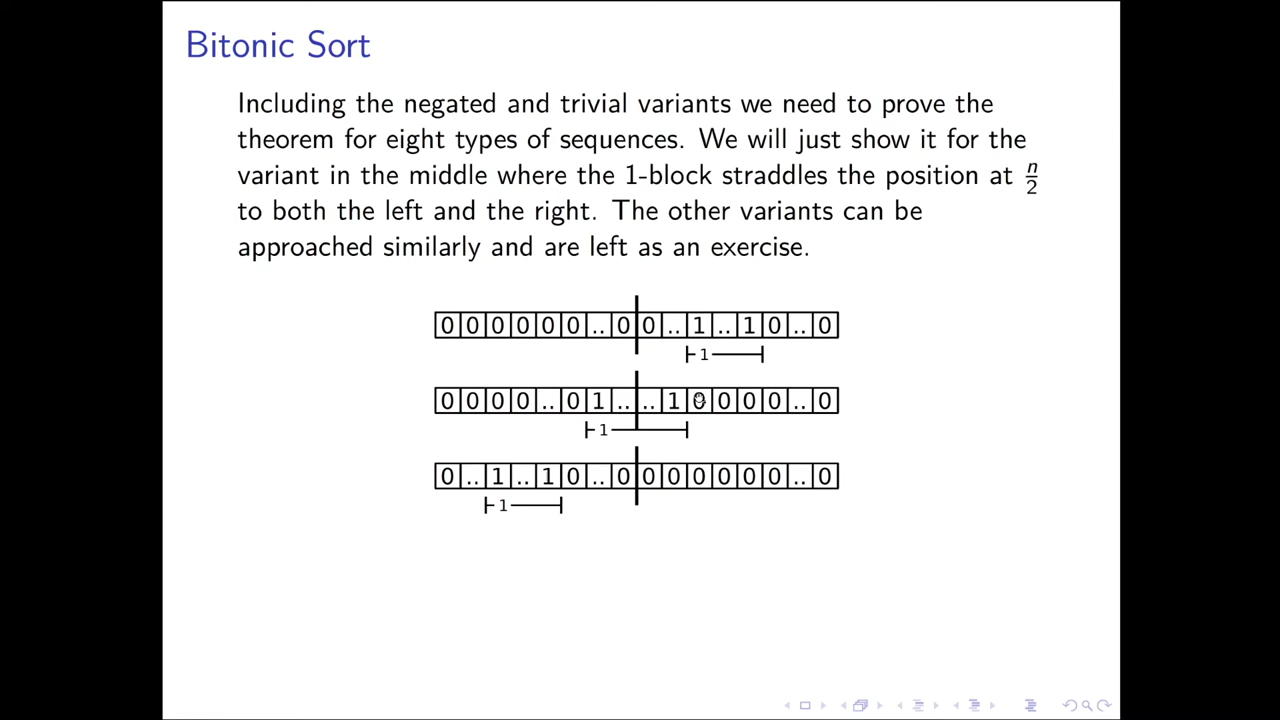 Bitonic Sort
Including the negated and trivial variants we need to prove the
theorem for eight types of sequences. We will just show it for the
variant in the middle where the 1-block straddles the position at n/2
to both the left and the right. The other variants can be
approached similarly and are left as an exercise.
0 0 0 0 0 0 .. 0 0 .. 1 .. 1 0 .. 0
1
0 0 0 0 .. 0 1 .. .. 1 0 0 0 0 .. 0
1
0 .. 1 .. 1 0 .. 0 0 0 0 0 0 0 .. 0
1